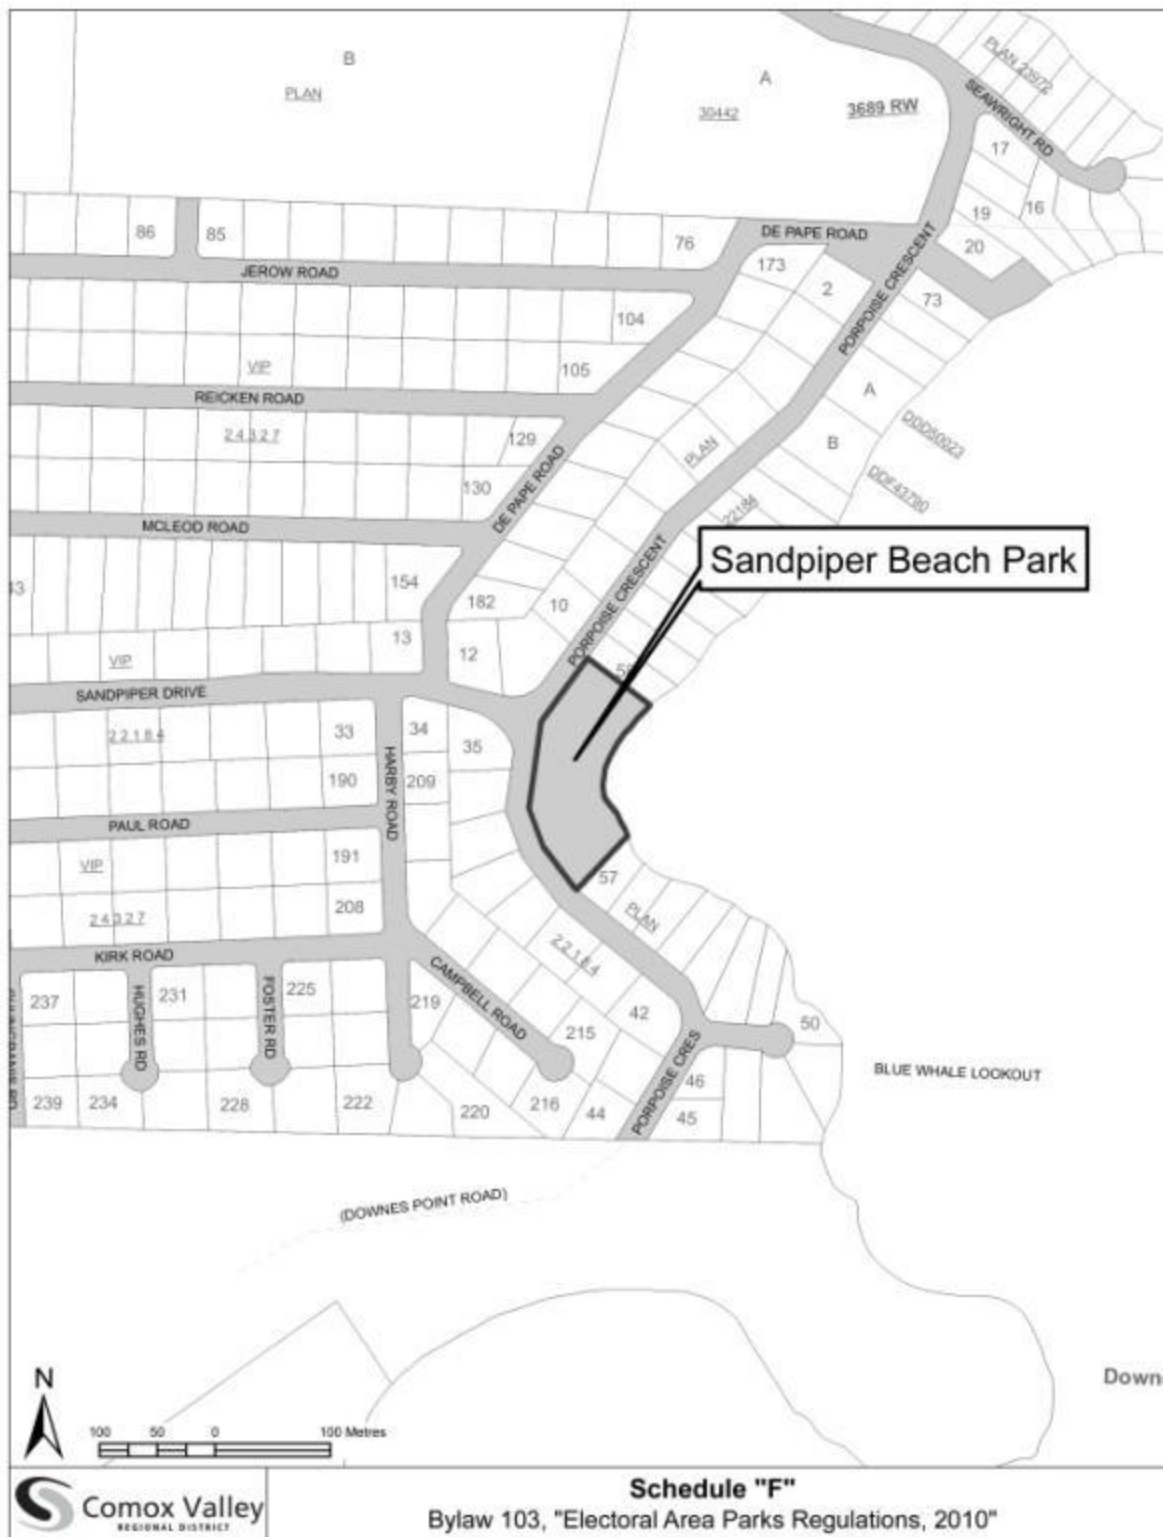 B
PLAN
A
30442
3689 RW
PLAN 23972
SEAWRIGHT RD
17
16
19
20
86
85
76
DE PAPE ROAD
JEROW ROAD
173
2
PORPOISE CRESCENT
73
104
VIP
105
REICKEN ROAD
A
DDD50023
24327
129
PLAN
B
DDF43780
130
DE PAPE ROAD
22184
MCLEOD ROAD
Sandpiper Beach Park
154
182
10
PORPOISE CRESCENT
13
12
VIP
SANDPIPER DRIVE
22184
33
34
35
HARBY ROAD
190
209
PAUL ROAD
VIP
191
57
24327
208
PLAN
22184
KIRK ROAD
CAMPBELL ROAD
237
HUGHES RD
231
FOSTER RD
225
219
215
42
50
PORPOISE CRES
BLUE WHALE LOOKOUT
239
234
228
222
220
216
44
46
45
(DOWNES POINT ROAD)
N
100 50 0 100 Metres
Comox Valley
REGIONAL DISTRICT
Schedule "F"
Bylaw 103, "Electoral Area Parks Regulations, 2010"